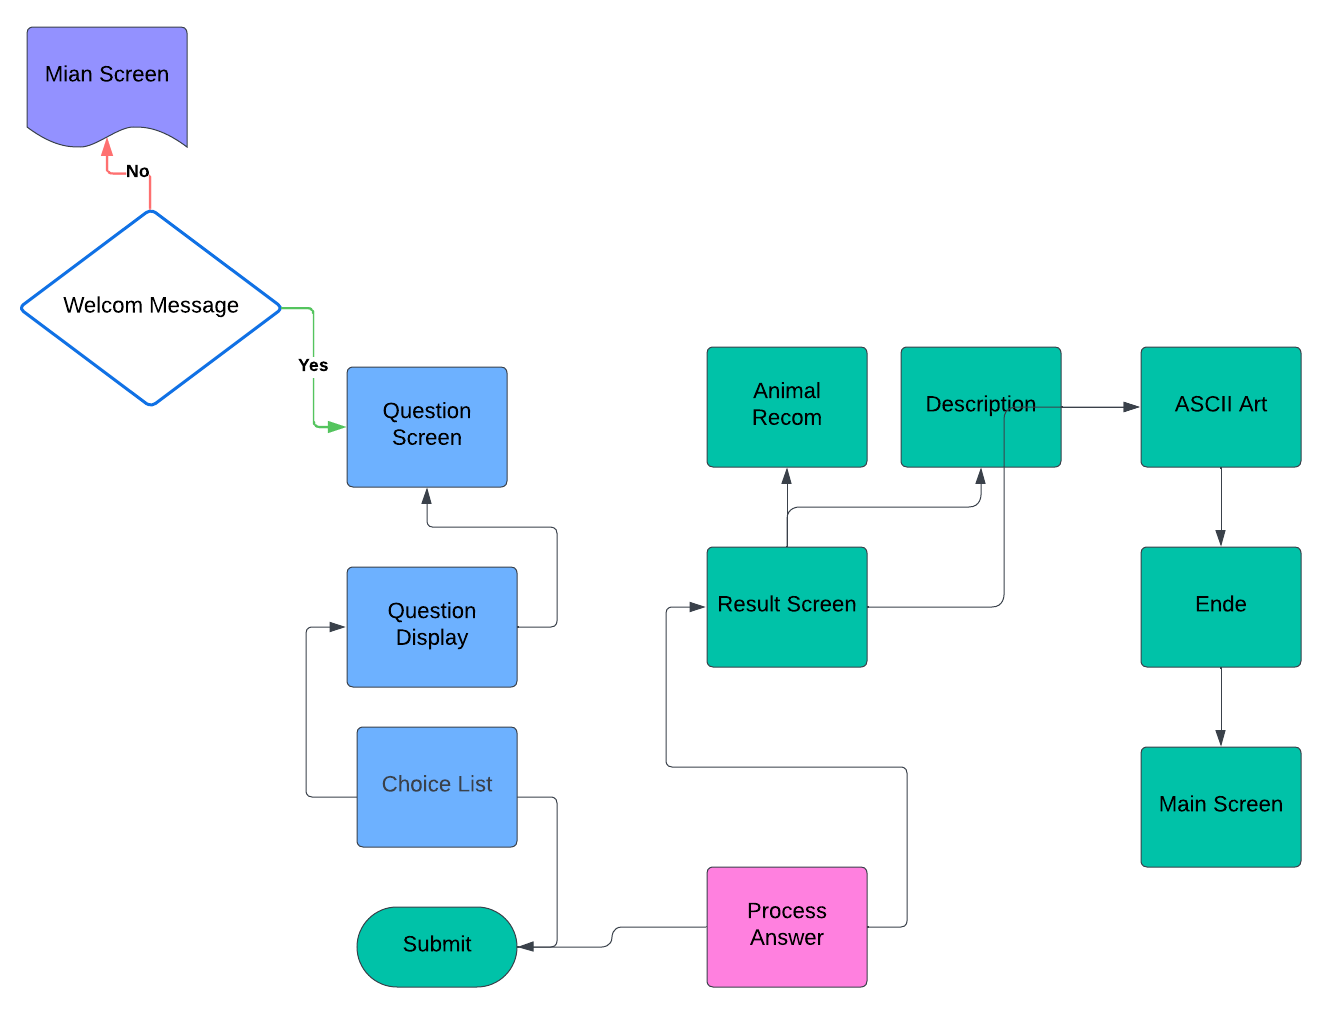 Mian Screen
No
Welcom Message
Yes
Question
Screen
Question
Display
Choice List
Submit
Animal
Recom
Description
ASCII Art
Result Screen
Ende
Main Screen
Process
Answer